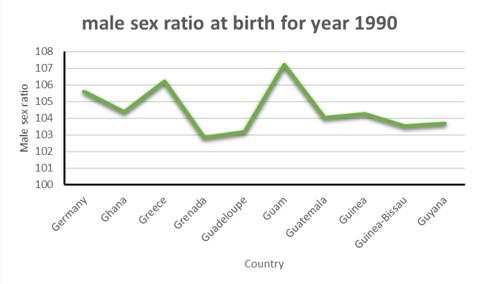 male sex ratio at birth for year 1990
108
107
106
105
104
103
102
101
100
Male sex ratio
Germany
Ghana
Greece
Grenada
Guadeloupe
Guam
Guatemala
Guinea
Guinea-Bissau
Guyana
Country